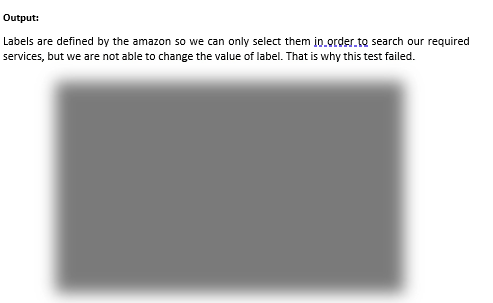 Output:
Labels are defined by the amazon so we can only select them in order to search our required
services, but we are not able to change the value of label. That is why this test failed.